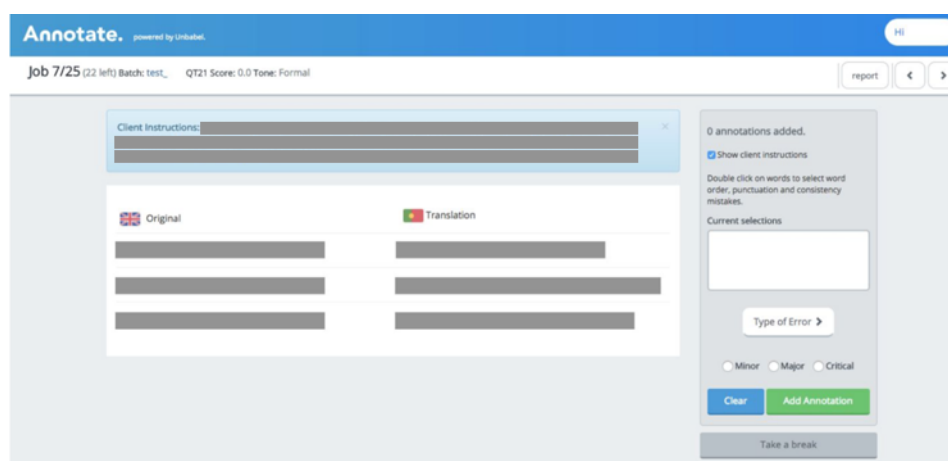 Annotate. powered by Unbabel.
Hi
Job 7/25 (22 left) Batch: test_ QT21 Score: 0.0 Tone: Formal
report
Client Instructions:
×
Original
Translation
0 annotations added.
Show client instructions
Double click on words to select word
order, punctuation and consistency
mistakes.
Current selections
Type of Error
Minor Major Critical
Clear Add Annotation
Take a break